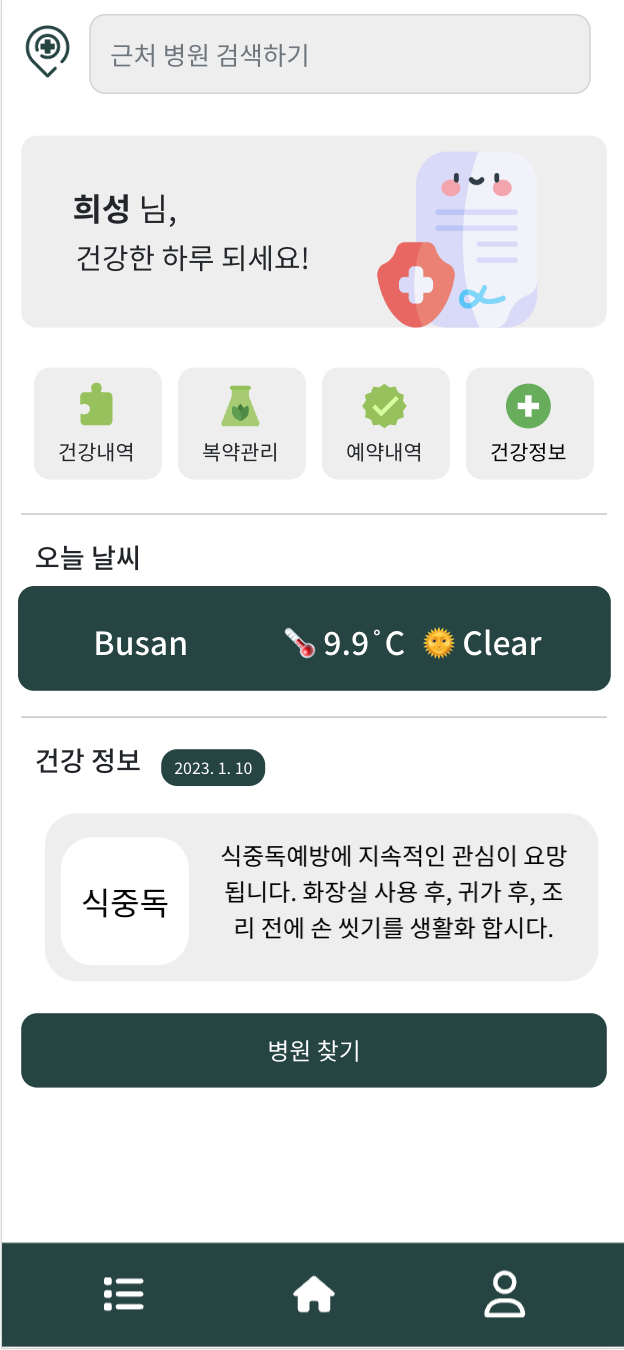 근처 병원 검색하기
희성 님,
건강한 하루 되세요!
건강내역
복약관리
예약내역
건강정보
오늘 날씨
Busan 🌡️ 9.9°C 🌞 Clear
건강 정보 2023. 1. 10
식중독
식중독예방에 지속적인 관심이 요망
됩니다. 화장실 사용 후, 귀가 후, 조
리 전에 손 씻기를 생활화 합시다.
병원 찾기